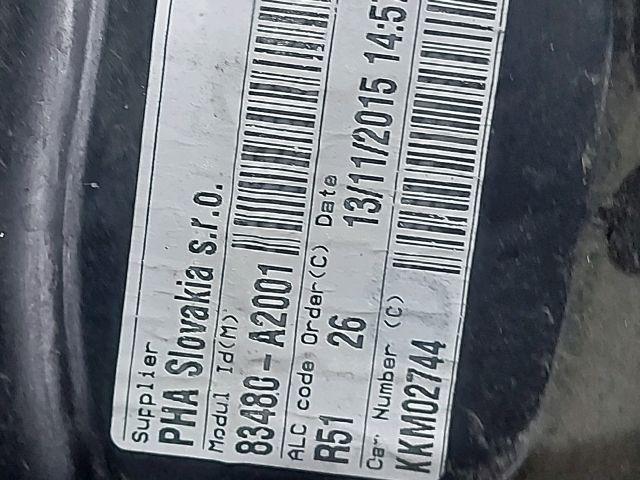 Supplier
PHA Slovakia s.r.o.
Modul Id(M)
83480-A2001
ALC code Order(C) Date
R51 26 13/11/2015 14:57
Car Number (C)
KKM02744